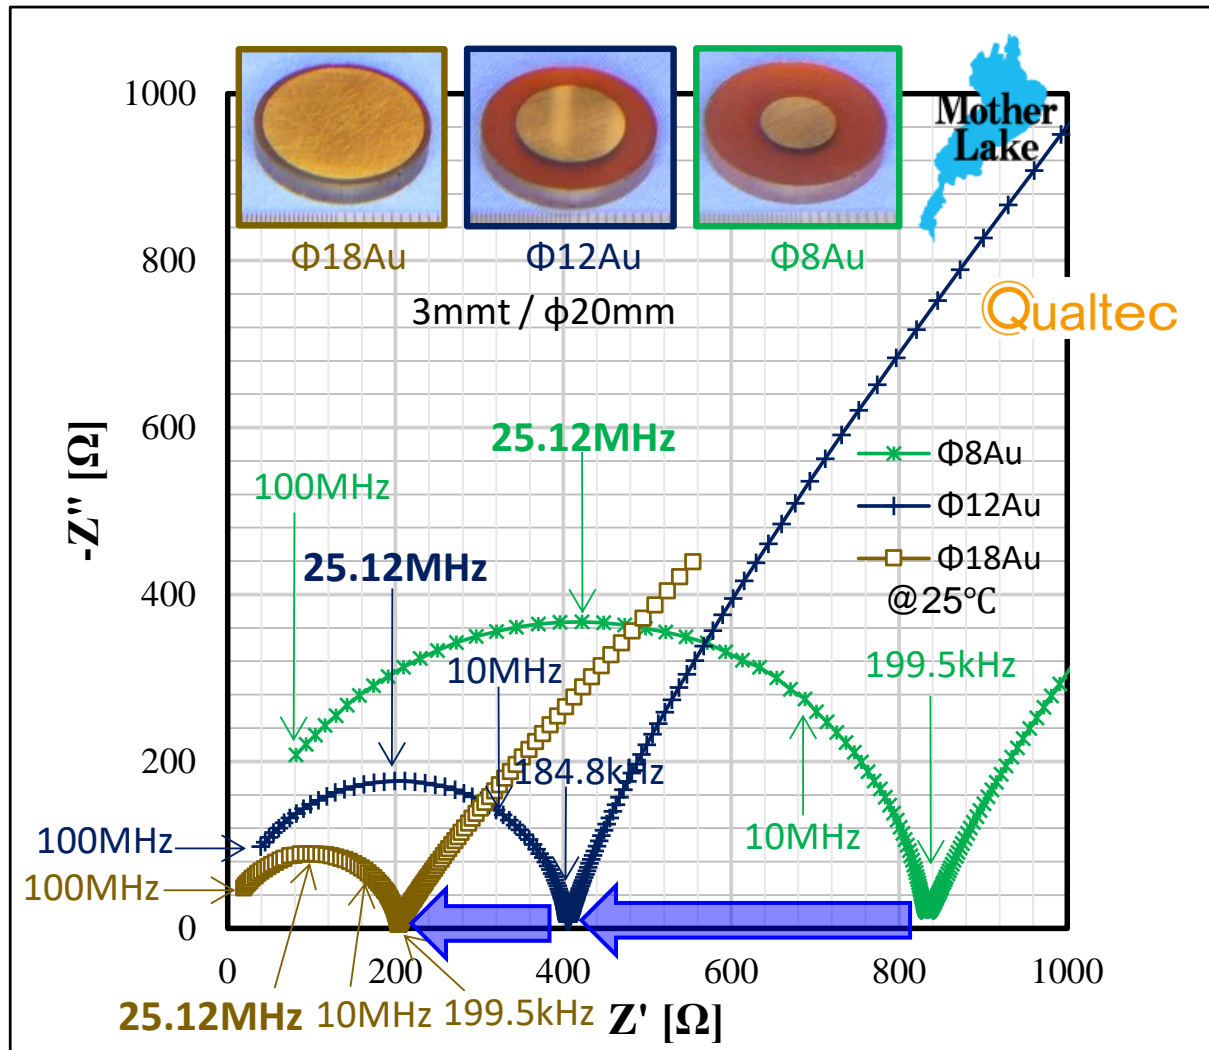 1000
800
600
400
200
0
-Z'' [Ω]
Φ18Au
Φ12Au
Φ8Au
3mmt / ϕ20mm
Mother
Lake
Qualtec
25.12MHz
100MHz
25.12MHz
10MHz
184.8kHz
Φ8Au
Φ12Au
Φ18Au
@25℃
199.5kHz
10MHz
100MHz
100MHz
0
200
400
600
800
1000
25.12MHz
10MHz
199.5kHz
Z' [Ω]